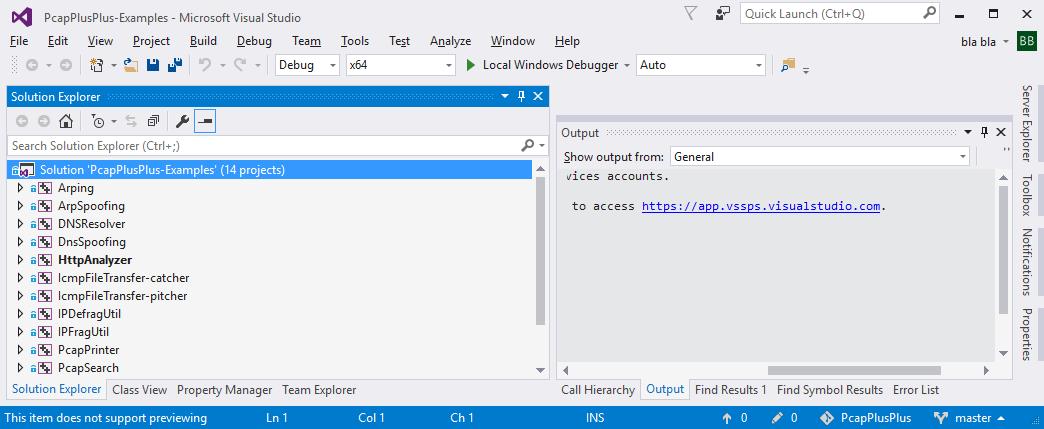 PcapPlusPlus-Examples - Microsoft Visual Studio
Quick Launch (Ctrl+Q)
File Edit View Project Build Debug Team Tools Test Analyze Window Help
bla bla BB
Debug x64 Local Windows Debugger Auto
Solution Explorer
Search Solution Explorer (Ctrl+;)
Solution 'PcapPlusPlus-Examples' (14 projects)
Arping
ArpSpoofing
DNSResolver
DnsSpoofing
HttpAnalyzer
IcmpFileTransfer-catcher
IcmpFileTransfer-pitcher
IPDefragUtil
IPFragUtil
PcapPrinter
PcapSearch
Solution Explorer Class View Property Manager Team Explorer
Output
Show output from: General
vices accounts.
to access https://app.vssps.visualstudio.com.
Call Hierarchy Output Find Results 1 Find Symbol Results Error List
Server Explorer
Toolbox
Notifications
Properties
This item does not support previewing Ln 1 Col 1 Ch 1 INS 0 0 PcapPlusPlus master